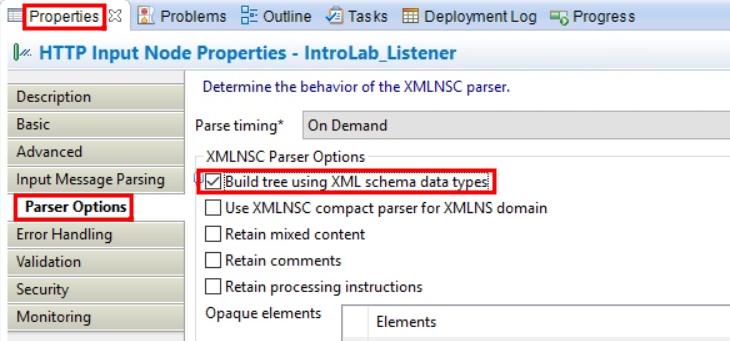 Properties Problems Outline Tasks Deployment Log Progress
HTTP Input Node Properties - IntroLab_Listener
Description
Basic
Advanced
Input Message Parsing
Parser Options
Error Handling
Validation
Security
Monitoring
Determine the behavior of the XMLNSC parser.
Parse timing* On Demand
XMLNSC Parser Options
Build tree using XML schema data types
Use XMLNSC compact parser for XMLNS domain
Retain mixed content
Retain comments
Retain processing instructions
Opaque elements
Elements